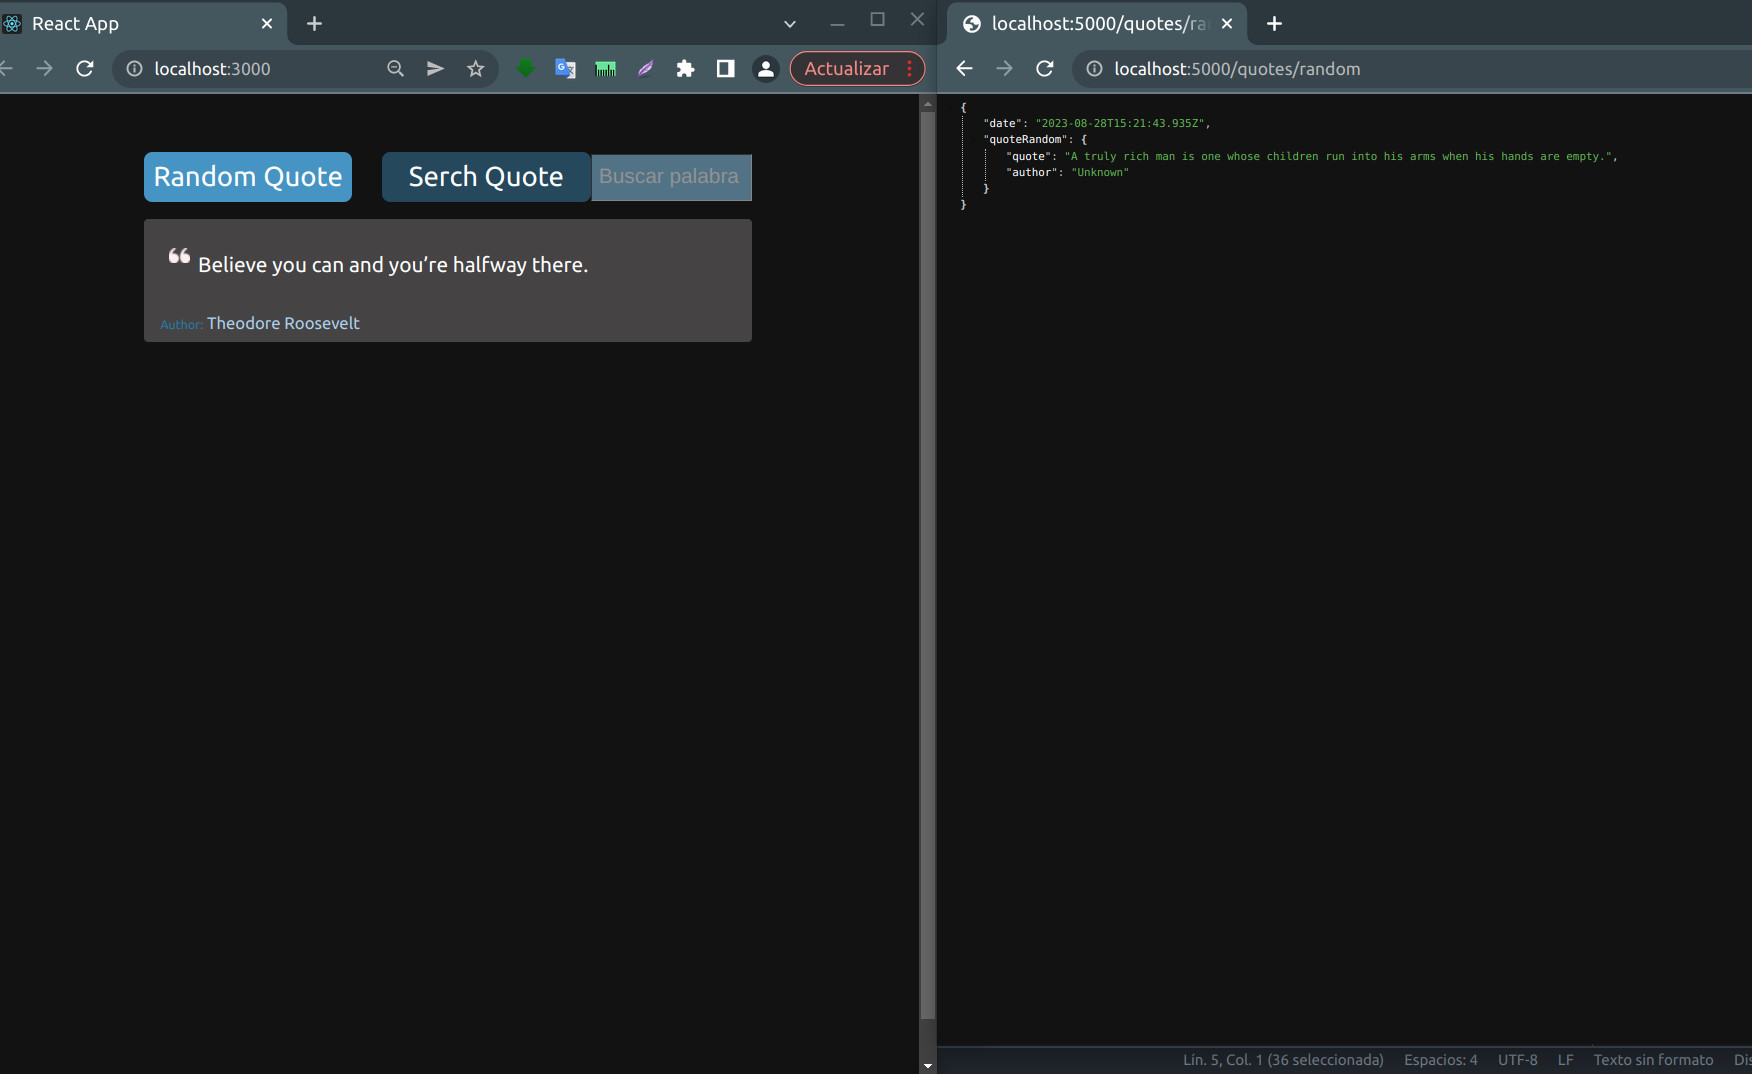 React App
localhost:3000
Actualizar
Random Quote
Serch Quote
Buscar palabra
❝ Believe you can and you’re halfway there.
Author: Theodore Roosevelt
localhost:5000/quotes/ra
localhost:5000/quotes/random
{
"date": "2023-08-28T15:21:43.935Z",
"quoteRandom": {
"quote": "A truly rich man is one whose children run into his arms when his hands are empty.",
"author": "Unknown"
}
}
Lín. 5, Col. 1 (36 seleccionada) Espacios: 4 UTF-8 LF Texto sin formato